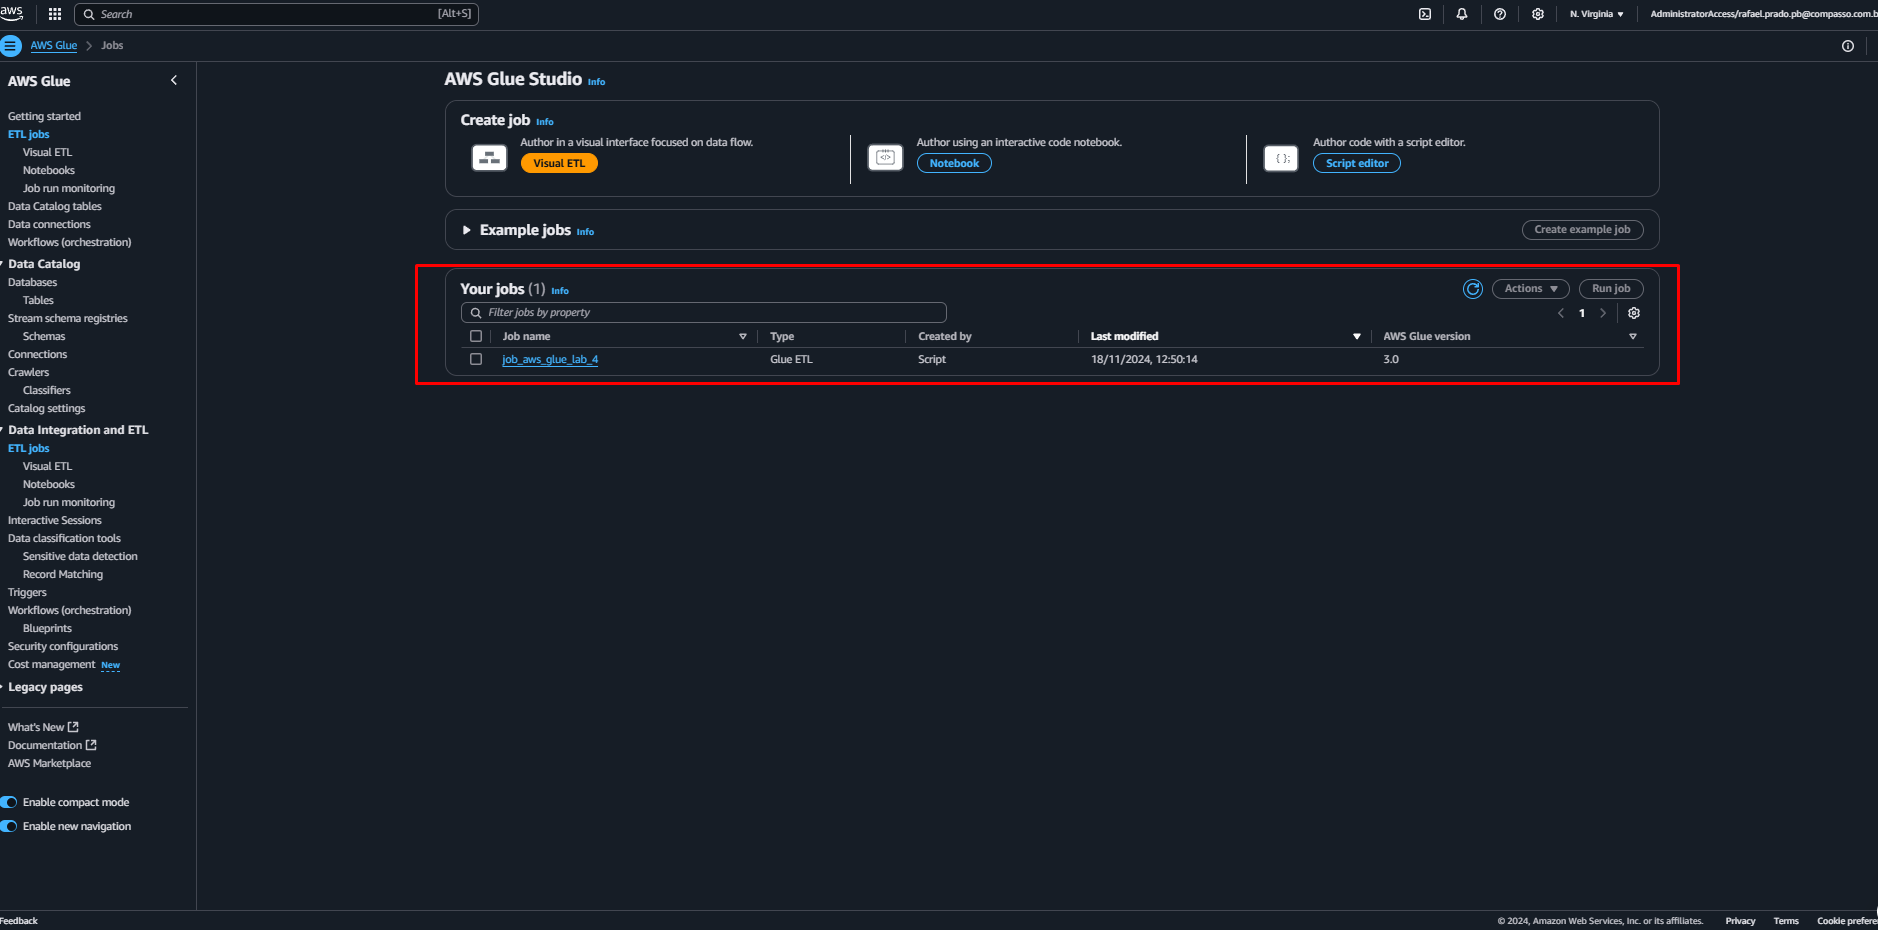 aws
Search [Alt+S]
N. Virginia
AdministratorAccess/rafael.prado.pb@compasso.com.b
AWS Glue > Jobs
AWS Glue
Getting started
ETL jobs
Visual ETL
Notebooks
Job run monitoring
Data Catalog tables
Data connections
Workflows (orchestration)
Data Catalog
Databases
Tables
Stream schema registries
Schemas
Connections
Crawlers
Classifiers
Catalog settings
Data Integration and ETL
ETL jobs
Visual ETL
Notebooks
Job run monitoring
Interactive Sessions
Data classification tools
Sensitive data detection
Record Matching
Triggers
Workflows (orchestration)
Blueprints
Security configurations
Cost management New
Legacy pages
What's New
Documentation
AWS Marketplace
Enable compact mode
Enable new navigation
AWS Glue Studio Info
Create job Info
Author in a visual interface focused on data flow.
Visual ETL
Author using an interactive code notebook.
Notebook
Author code with a script editor.
Script editor
Example jobs Info
Create example job
Your jobs (1) Info
Actions
Run job
Filter jobs by property
1
Job name Type Created by Last modified AWS Glue version
job_aws_glue_lab_4 Glue ETL Script 18/11/2024, 12:50:14 3.0
Feedback
© 2024, Amazon Web Services, Inc. or its affiliates. Privacy Terms Cookie prefere